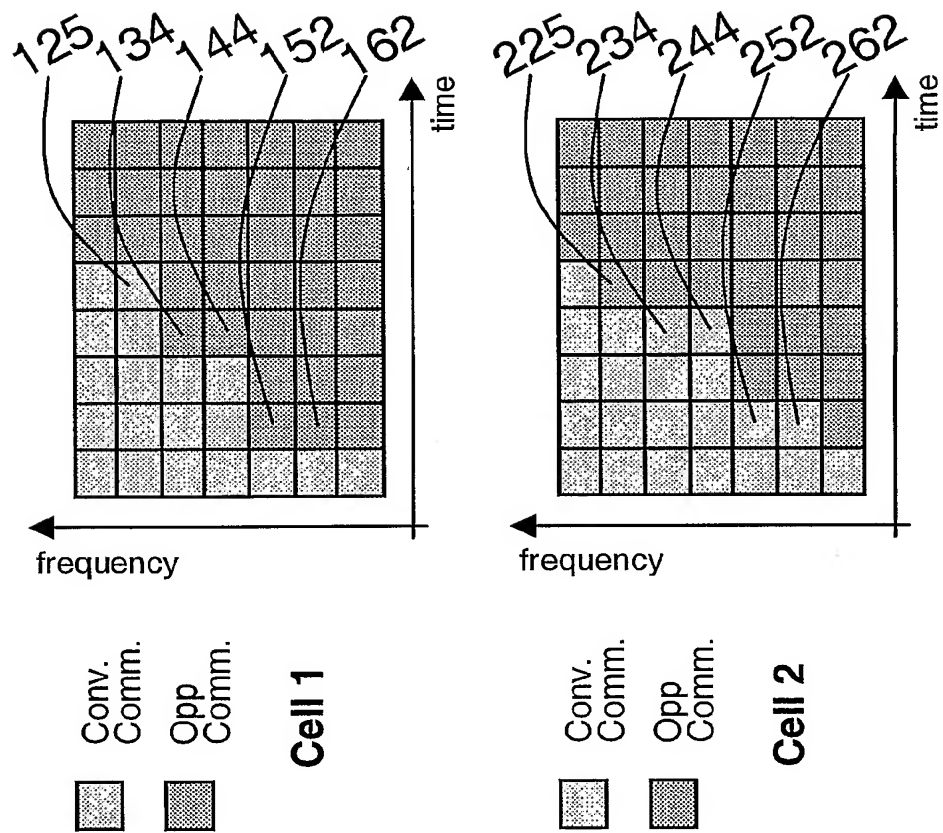 125 134 144 152 162
time
frequency
Conv.
Comm.
Opp
Comm.
Cell 1
225 234 244 252 262
time
frequency
Conv.
Comm.
Opp
Comm.
Cell 2